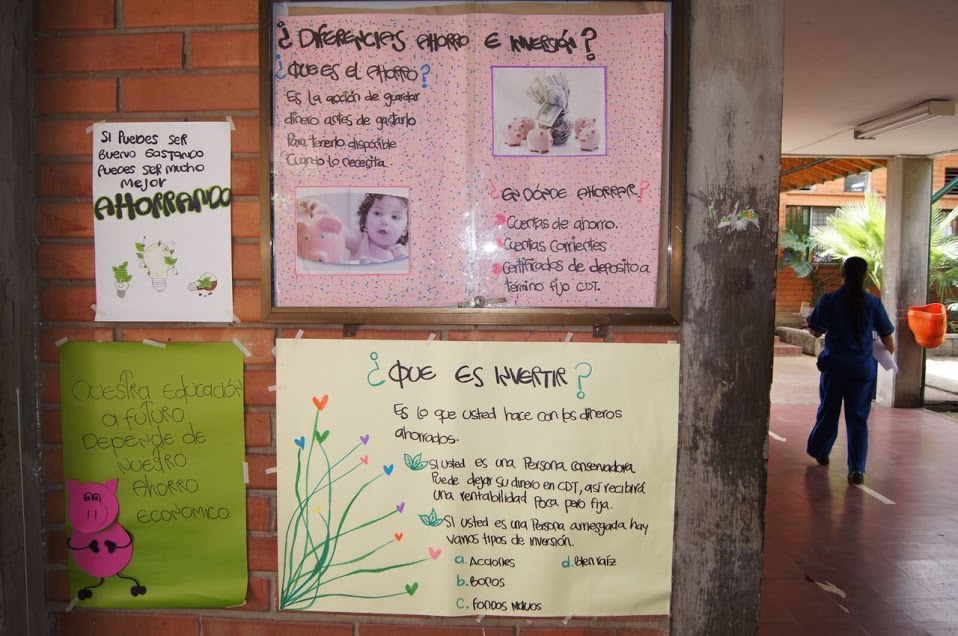 SI PUEDES SER
BUENO GASTANDO
PUEDES SER MUCHO
MEJOR
AHORRANDO
¿DIFERENCIAS AHORRO E INVERSIÓN?
¿QUE ES EL AHORRO?
Es la acción de guardar
dinero antes de gastarlo
Para tenerlo disponible
Cuando lo necesita.
¿EN DÓNDE AHORRAR?
Cuentas de ahorro.
Cuentas Corrientes
Certificados de deposito a
término fijo CDT.
NUESTRA EDUCACIÓN
A FUTURO
DEPENDE DE
NUESTRO
AHORRO
ECONÓMICO.
¿QUE ES INVERTIR?
Es lo que usted hace con los dineros
ahorrados.
Si usted es una Persona conservadora
Puede dejar su dinero en CDT, así recibirá
una rentabilidad Poca pero fija.
Si usted es una Persona arriesgada hay
varios tipos de inversión.
a. Acciones
d. Bien raíz
b. Bonos
c. Fondos Mutuos